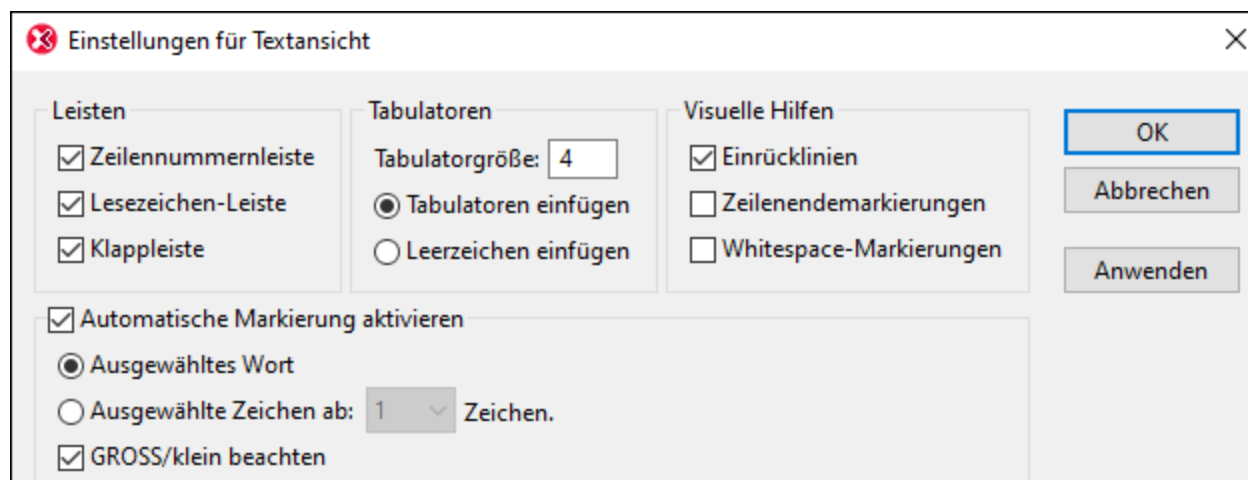 Einstellungen für Textansicht
Leisten
Zeilennummernleiste
Lesezeichen-Leiste
Klappleiste
Tabulatoren
Tabulatorgröße: 4
Tabulatoren einfügen
Leerzeichen einfügen
Visuelle Hilfen
Einrücklinien
Zeilenendemarkierungen
Whitespace-Markierungen
OK
Abbrechen
Anwenden
Automatische Markierung aktivieren
Ausgewähltes Wort
Ausgewählte Zeichen ab: 1 Zeichen.
GROSS/klein beachten